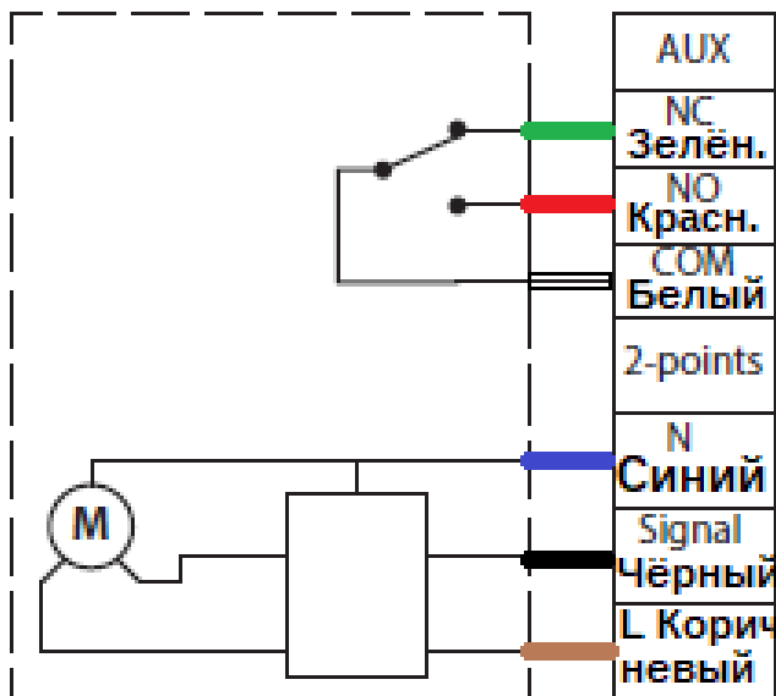 AUX
NC
Зелён.
NO
Красн.
COM
Белый
2-points
N
Синий
M
Signal
Чёрный
L Корич
невый